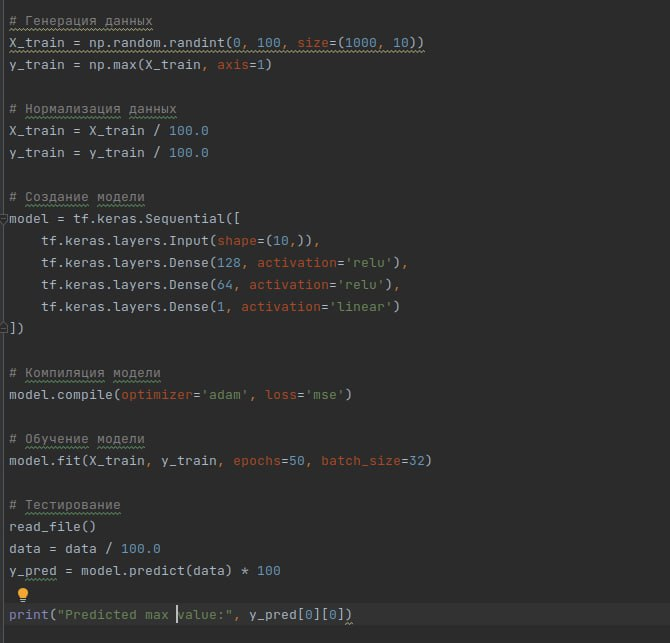 # Генерация данных
X_train = np.random.randint(0, 100, size=(1000, 10))
y_train = np.max(X_train, axis=1)
# Нормализация данных
X_train = X_train / 100.0
y_train = y_train / 100.0
# Создание модели
model = tf.keras.Sequential([
    tf.keras.layers.Input(shape=(10,)),
    tf.keras.layers.Dense(128, activation='relu'),
    tf.keras.layers.Dense(64, activation='relu'),
    tf.keras.layers.Dense(1, activation='linear')
])
# Компиляция модели
model.compile(optimizer='adam', loss='mse')
# Обучение модели
model.fit(X_train, y_train, epochs=50, batch_size=32)
# Тестирование
read_file()
data = data / 100.0
y_pred = model.predict(data) * 100
print("Predicted max value:", y_pred[0][0])